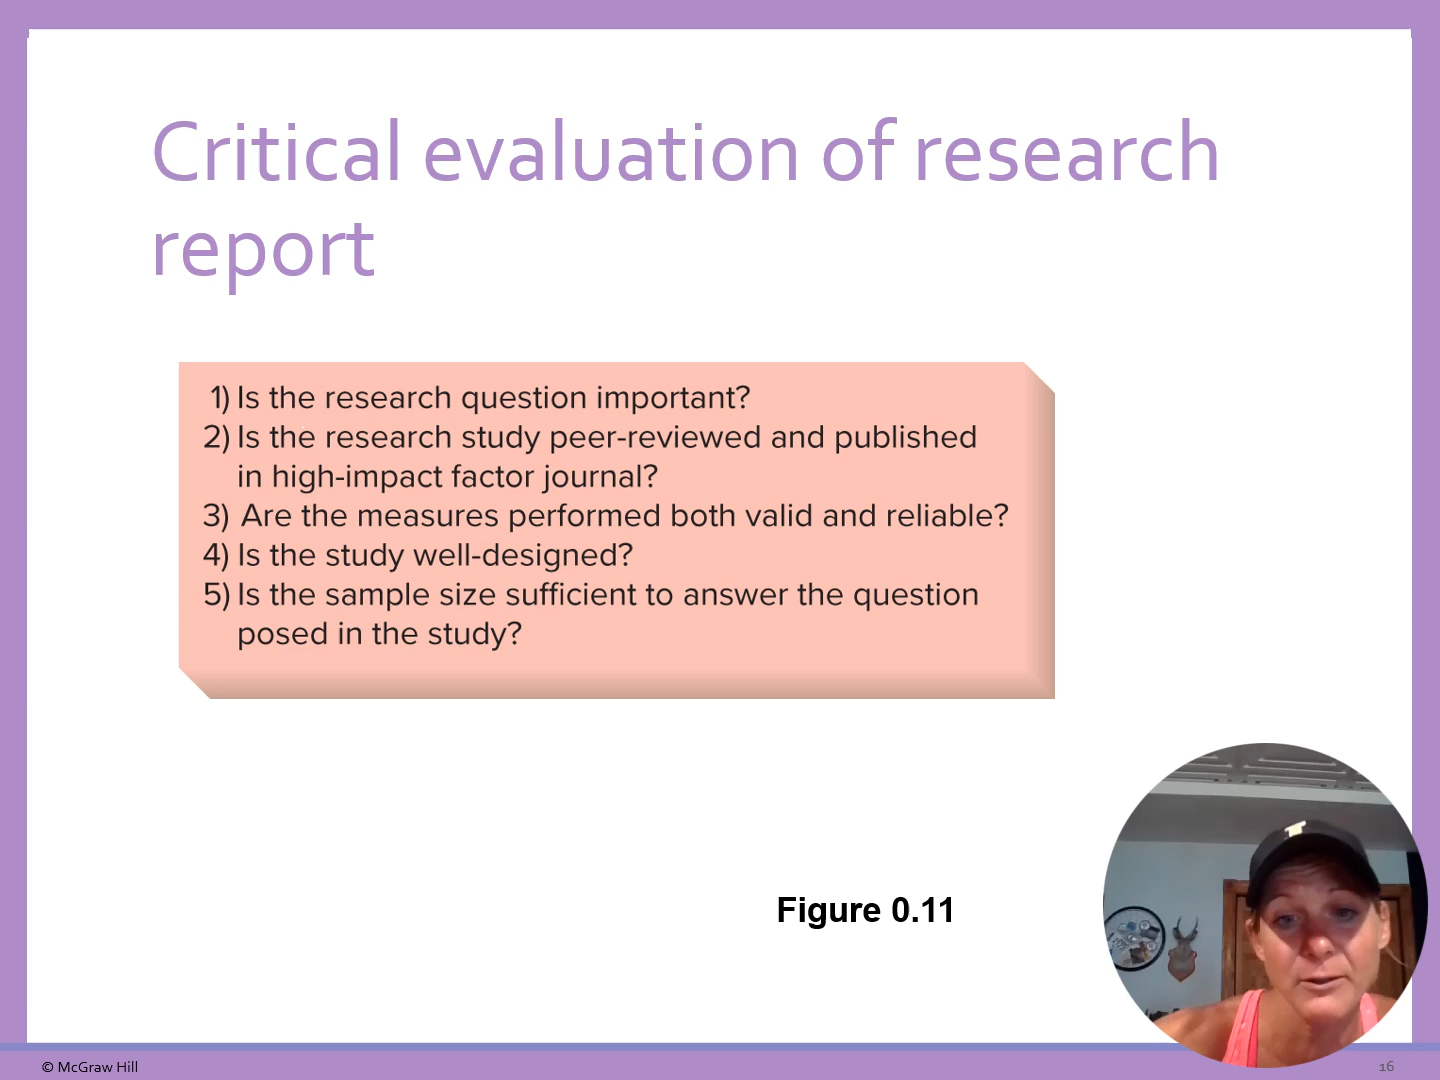 Critical evaluation of research
report
1) Is the research question important?
2) Is the research study peer-reviewed and published
in high-impact factor journal?
3) Are the measures performed both valid and reliable?
4) Is the study well-designed?
5) Is the sample size sufficient to answer the question
posed in the study?
Figure 0.11
© McGraw Hill
16